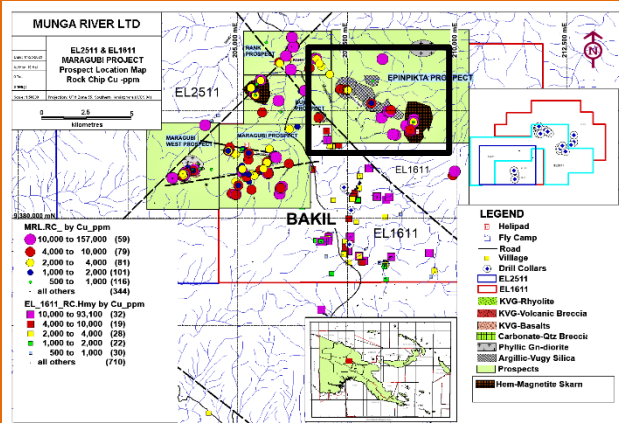 MUNGA RIVER LTD
EL2511 & EL1611
MARAGUBI PROJECT
Prospect Location Map
Rock Chip Cu -ppm
0 2.5 5
kilometres
205,000 mE
210,000 mE
212,500 mE
N
RANK
PROSPECT
EPINPIKTA PROSPECT
EL2511
PROSPECT
MARAGUBI PROSPECT
MARAGUBI
WEST PROSPECT
EL1611
9,380,000 mN
BAKIL
EL1611
MRL.RC_ by Cu_ppm
10,000 to 157,000 (59)
4,000 to 10,000 (79)
2,000 to 4,000 (81)
1,000 to 2,000 (101)
500 to 1,000 (116)
all others (344)
EL_1611_RC.Hmy by Cu_ppm
10,000 to 93,100 (32)
4,000 to 10,000 (19)
2,000 to 4,000 (28)
1,000 to 2,000 (22)
500 to 1,000 (30)
all others (710)
LEGEND
Helipad
Fly Camp
Road
Villlage
Drill Collars
EL2511
EL1611
KVG-Rhyolite
KVG-Volcanic Breccia
KVG-Basalts
Carbonate-Qtz Breccia
Phyllic Gn-diorite
Argillic-Vugy Silica
Prospects
Hem-Magnetite Skarn